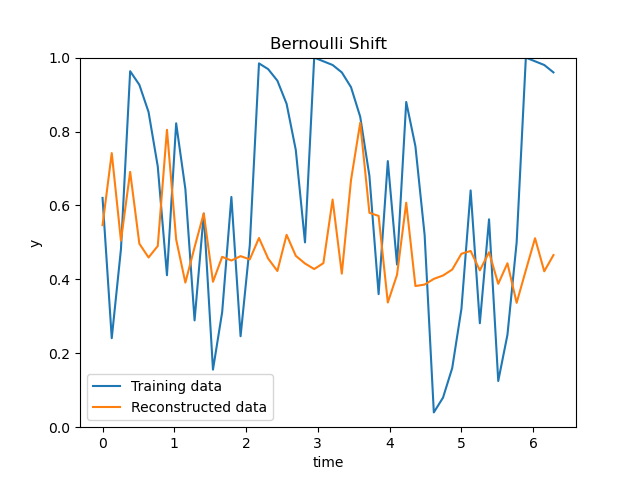 Bernoulli Shift
1.0
0.8
0.6
0.4
0.2
0.0
y
Training data
Reconstructed data
0 1 2 3 4 5 6
time